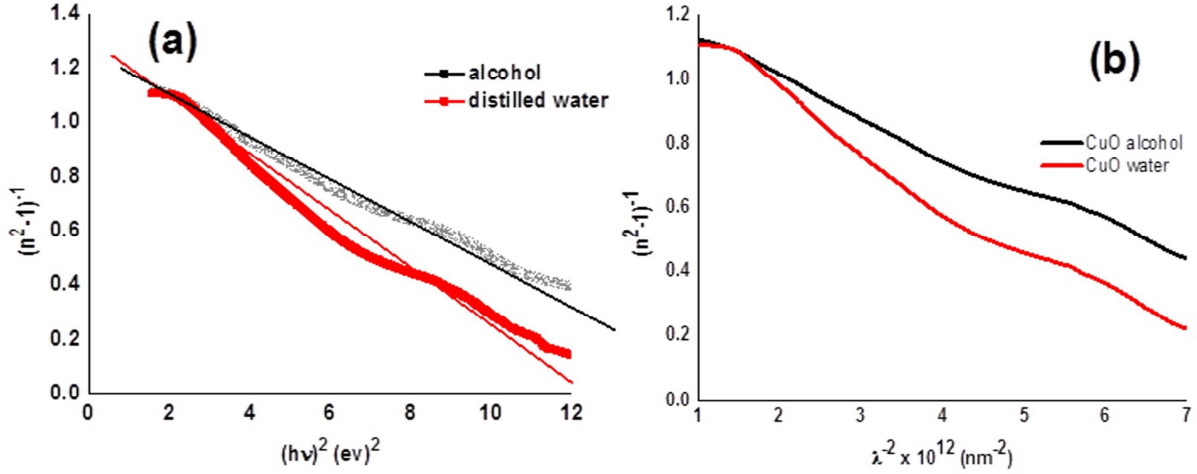 (a)
alcohol
distilled water
(n²-1)⁻¹
1.4
1.2
1.0
0.8
0.6
0.4
0.2
0.0
0 2 4 6 8 10 12
(hν)² (ev)²
(b)
CuO alcohol
CuO water
(n²-1)⁻¹
1.2
1.0
0.8
0.6
0.4
0.2
0.0
1 2 3 4 5 6 7
λ⁻² x 10¹² (nm⁻²)